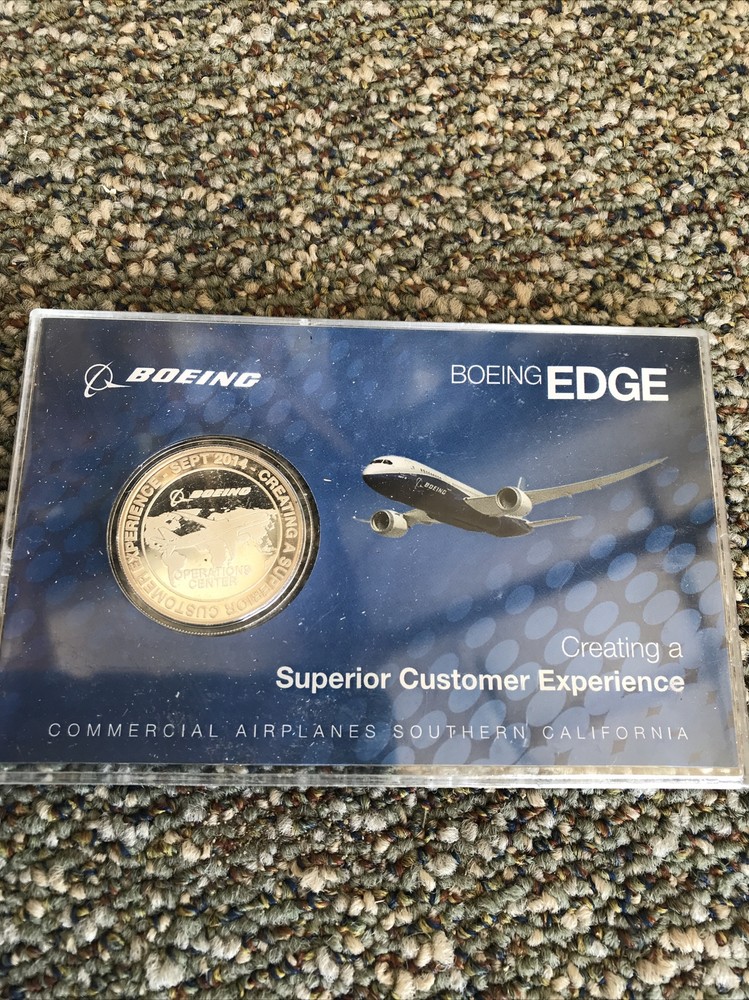 BOEING
BOEING EDGE
CREATING A SUPERIOR CUSTOMER EXPERIENCE - SEPT 2014 -
BOEING
OPERATIONS
CENTER
BOEING
Creating a
Superior Customer Experience
COMMERCIAL AIRPLANES SOUTHERN CALIFORNIA